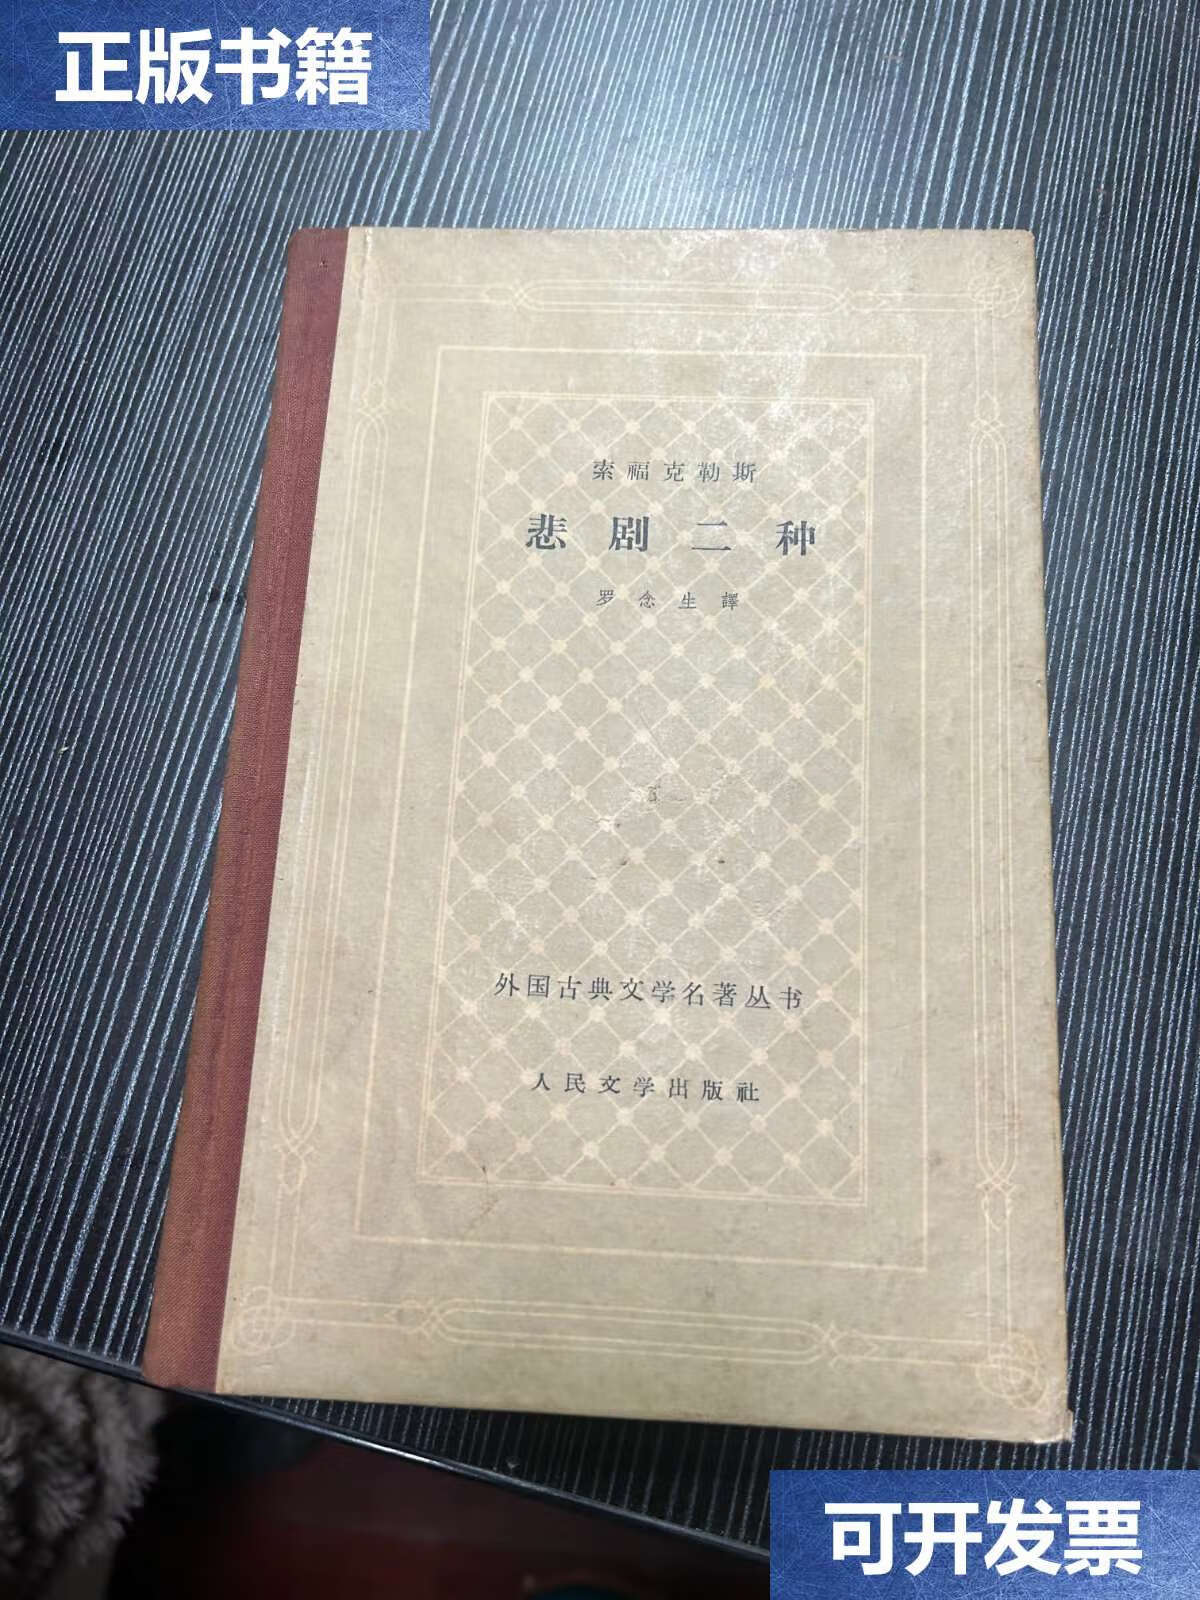 正版书籍
索福克勒斯
悲剧二种
罗念生譯
外国古典文学名著丛书
人民文学出版社
可开发票